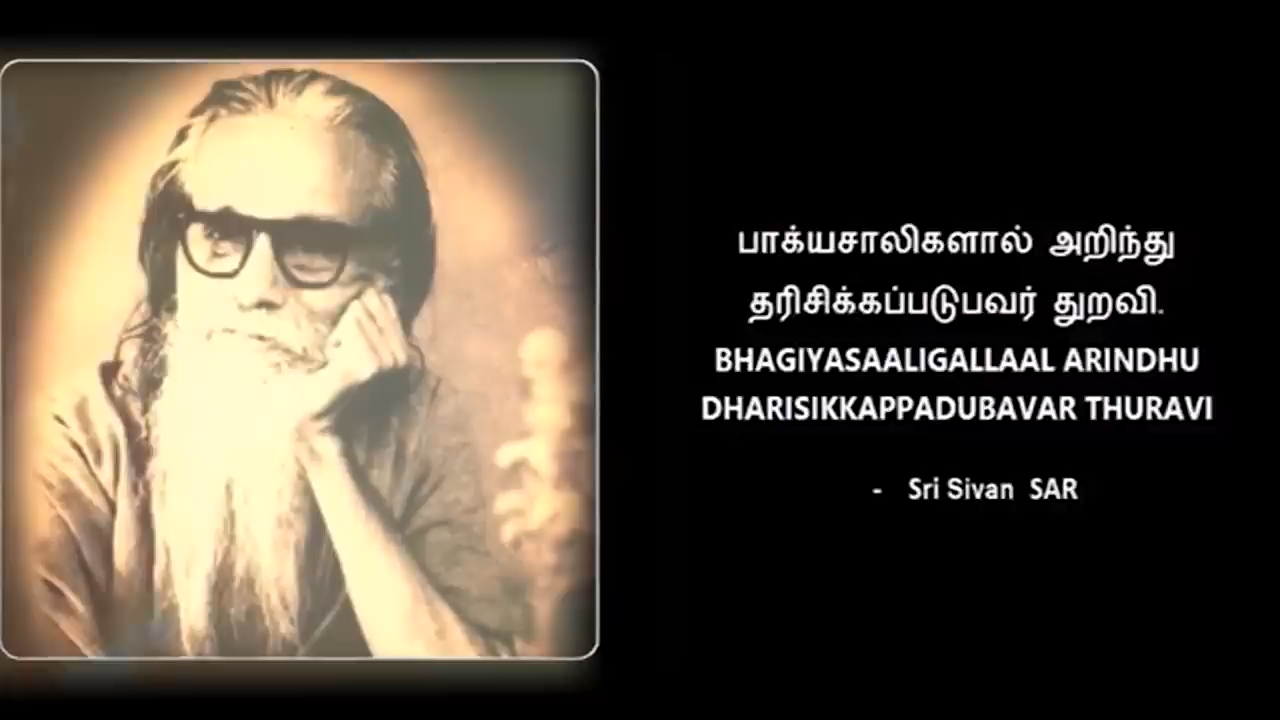 பாக்யசாலிகளால் அறிந்து
தரிசிக்கப்படுபவர் துறவி.
BHAGIYASAALIGALLAAL ARINDHU
DHARISIKKAPPADUBAVAR THURAVI
- Sri Sivan SAR